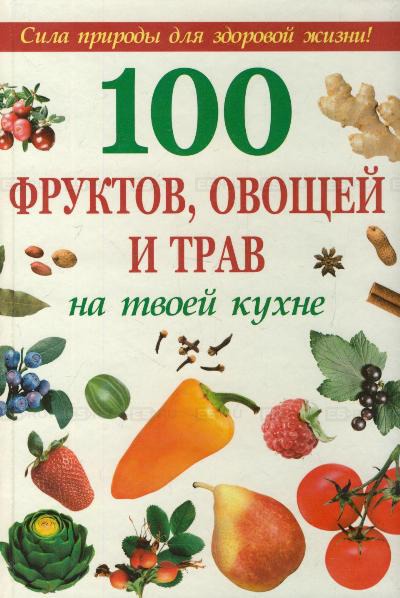 Сила природы для здоровой жизни!
100
ФРУКТОВ, ОВОЩЕЙ
И ТРАВ
на твоей кухне